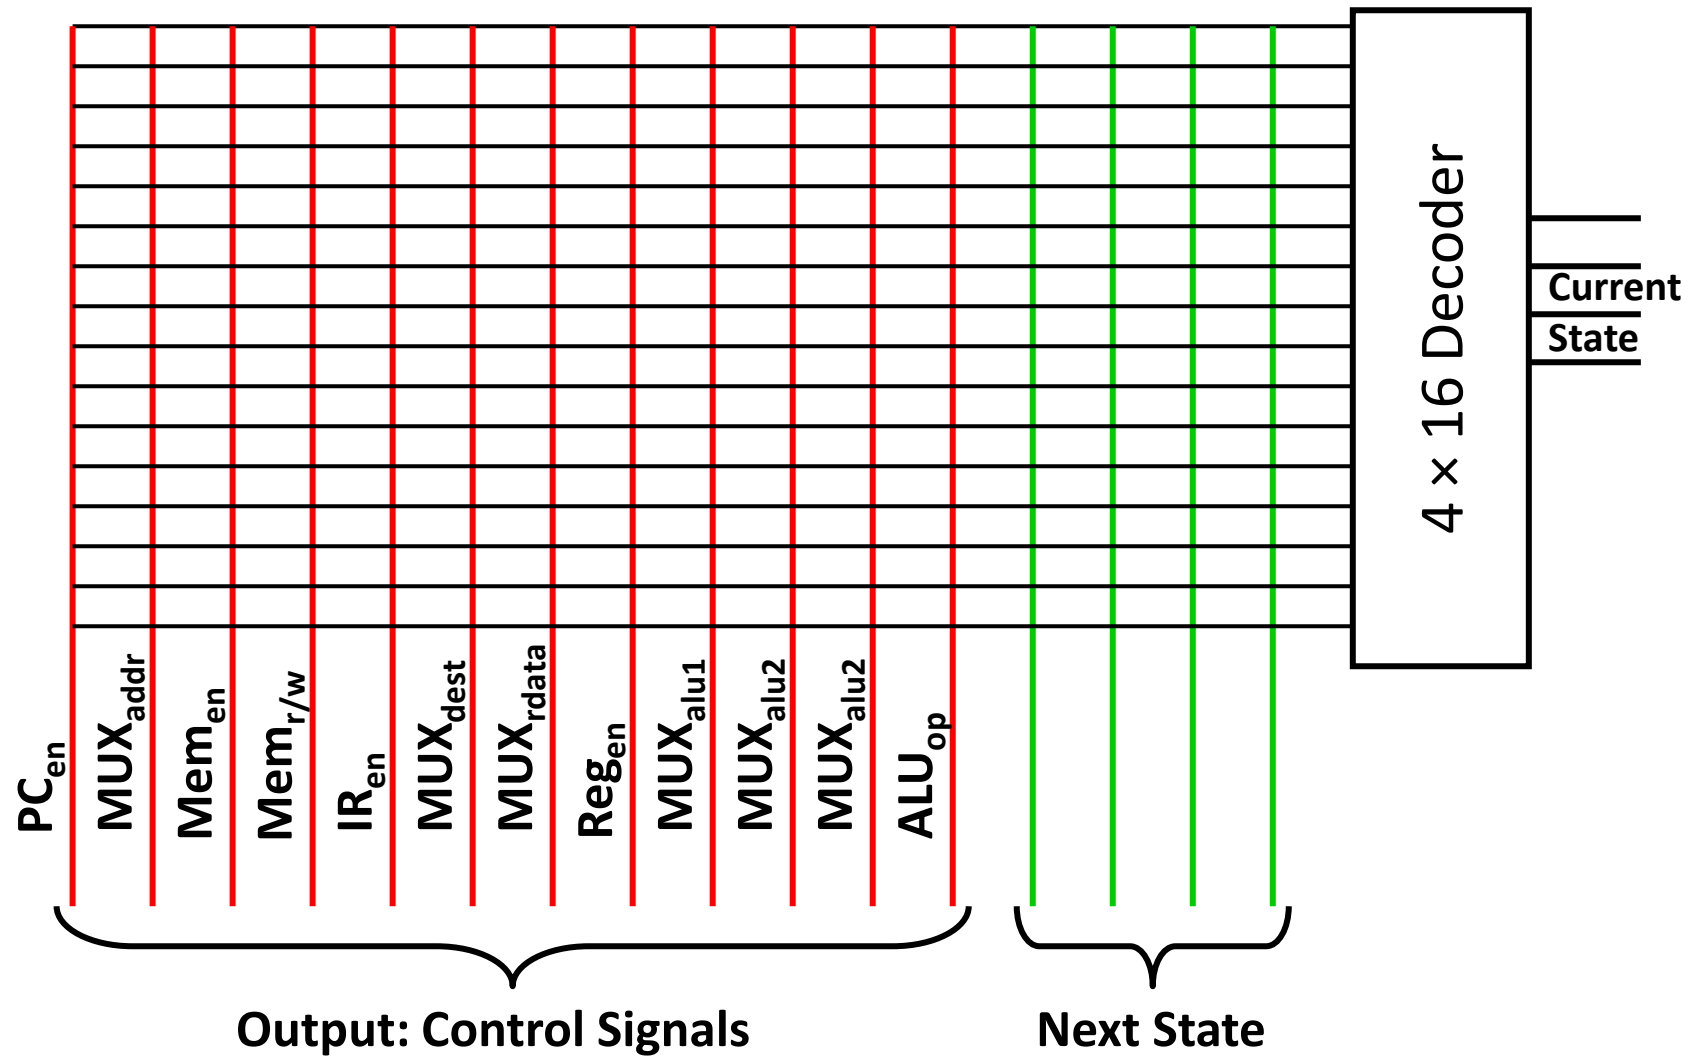 4 × 16 Decoder
Current
State
PCen
MUXaddr
Memen
Memr/w
IRen
MUXdest
MUXrdata
Regen
MUXalu1
MUXalu2
MUXalu2
ALUop
Output: Control Signals
Next State